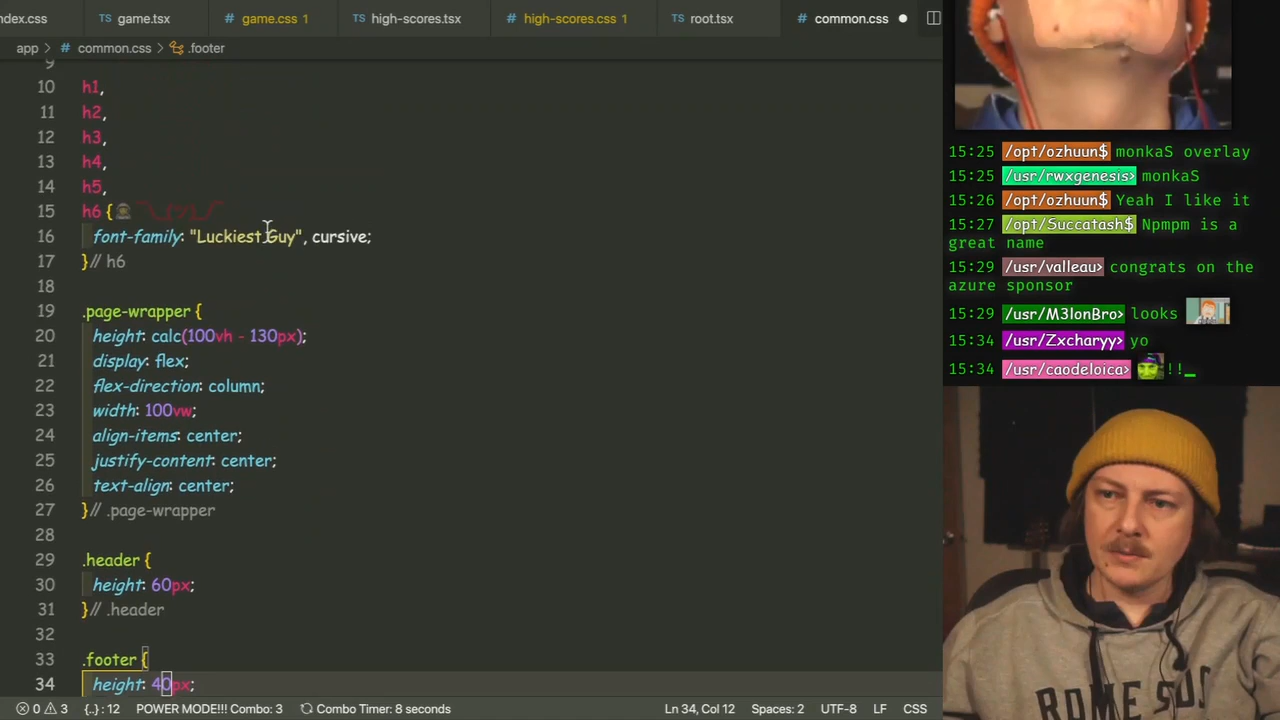 ndex.css
TS game.tsx
# game.css 1
TS high-scores.tsx
# high-scores.css 1
TS root.tsx
# common.css
app > # common.css > .footer
9
10 h1,
11 h2,
12 h3,
13 h4,
14 h5,
15 h6 { ¯\_(ツ)_/¯
16 font-family: "Luckiest Guy", cursive;
17 }// h6
18
19 .page-wrapper {
20 height: calc(100vh - 130px);
21 display: flex;
22 flex-direction: column;
23 width: 100vw;
24 align-items: center;
25 justify-content: center;
26 text-align: center;
27 }// .page-wrapper
28
29 .header {
30 height: 60px;
31 }// .header
32
33 .footer {
34 height: 40px;
0 3 {..} : 12 POWER MODE!!! Combo: 3 Combo Timer: 8 seconds Ln 34, Col 12 Spaces: 2 UTF-8 LF CSS
15:25 /opt/ozhuun$ monkaS overlay
15:25 /usr/rwxgenesis> monkaS
15:26 /opt/ozhuun$ Yeah I like it
15:27 /opt/Succatash$ Npmpm is a
great name
15:29 /usr/valleau> congrats on the
azure sponsor
15:29 /usr/M3lonBro> looks
15:34 /usr/Zxcharyy> yo
15:34 /usr/caodeloica> !!_